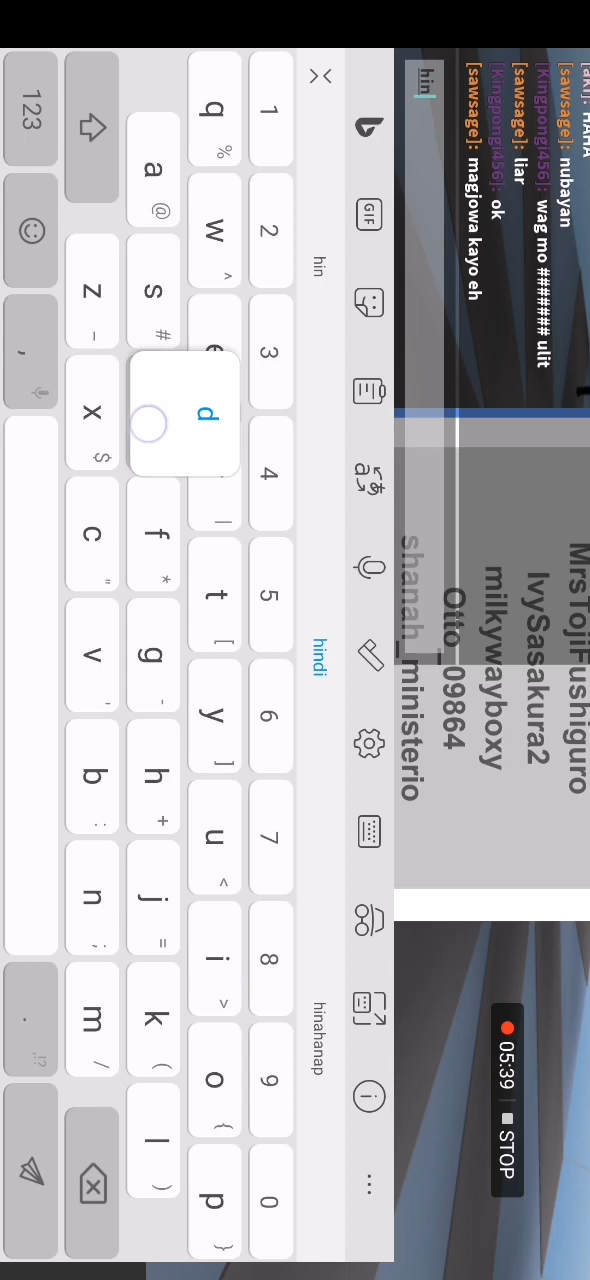 [aki]: HAHA
[sawsage]: nubayan
[Kingpongi456]: wag mo ####### ulit
[sawsage]: liar
[Kingpongi456]: ok
[sawsage]: magjowa kayo eh
hin
MrsTojiFushiguro
IvySasakura2
milkywayboxy
Otto_09864
shanah_ministerio
05:39 | STOP
GIF
hin hindi hinahanap
1 2 3 4 5 6 7 8 9 0
q % w ^ e | t [ y ] u < i > o { p }
a @ s # d f * g - h + j = k ( l )
z _ x $ c " v ' b : n ; m /
123 , . ,!?